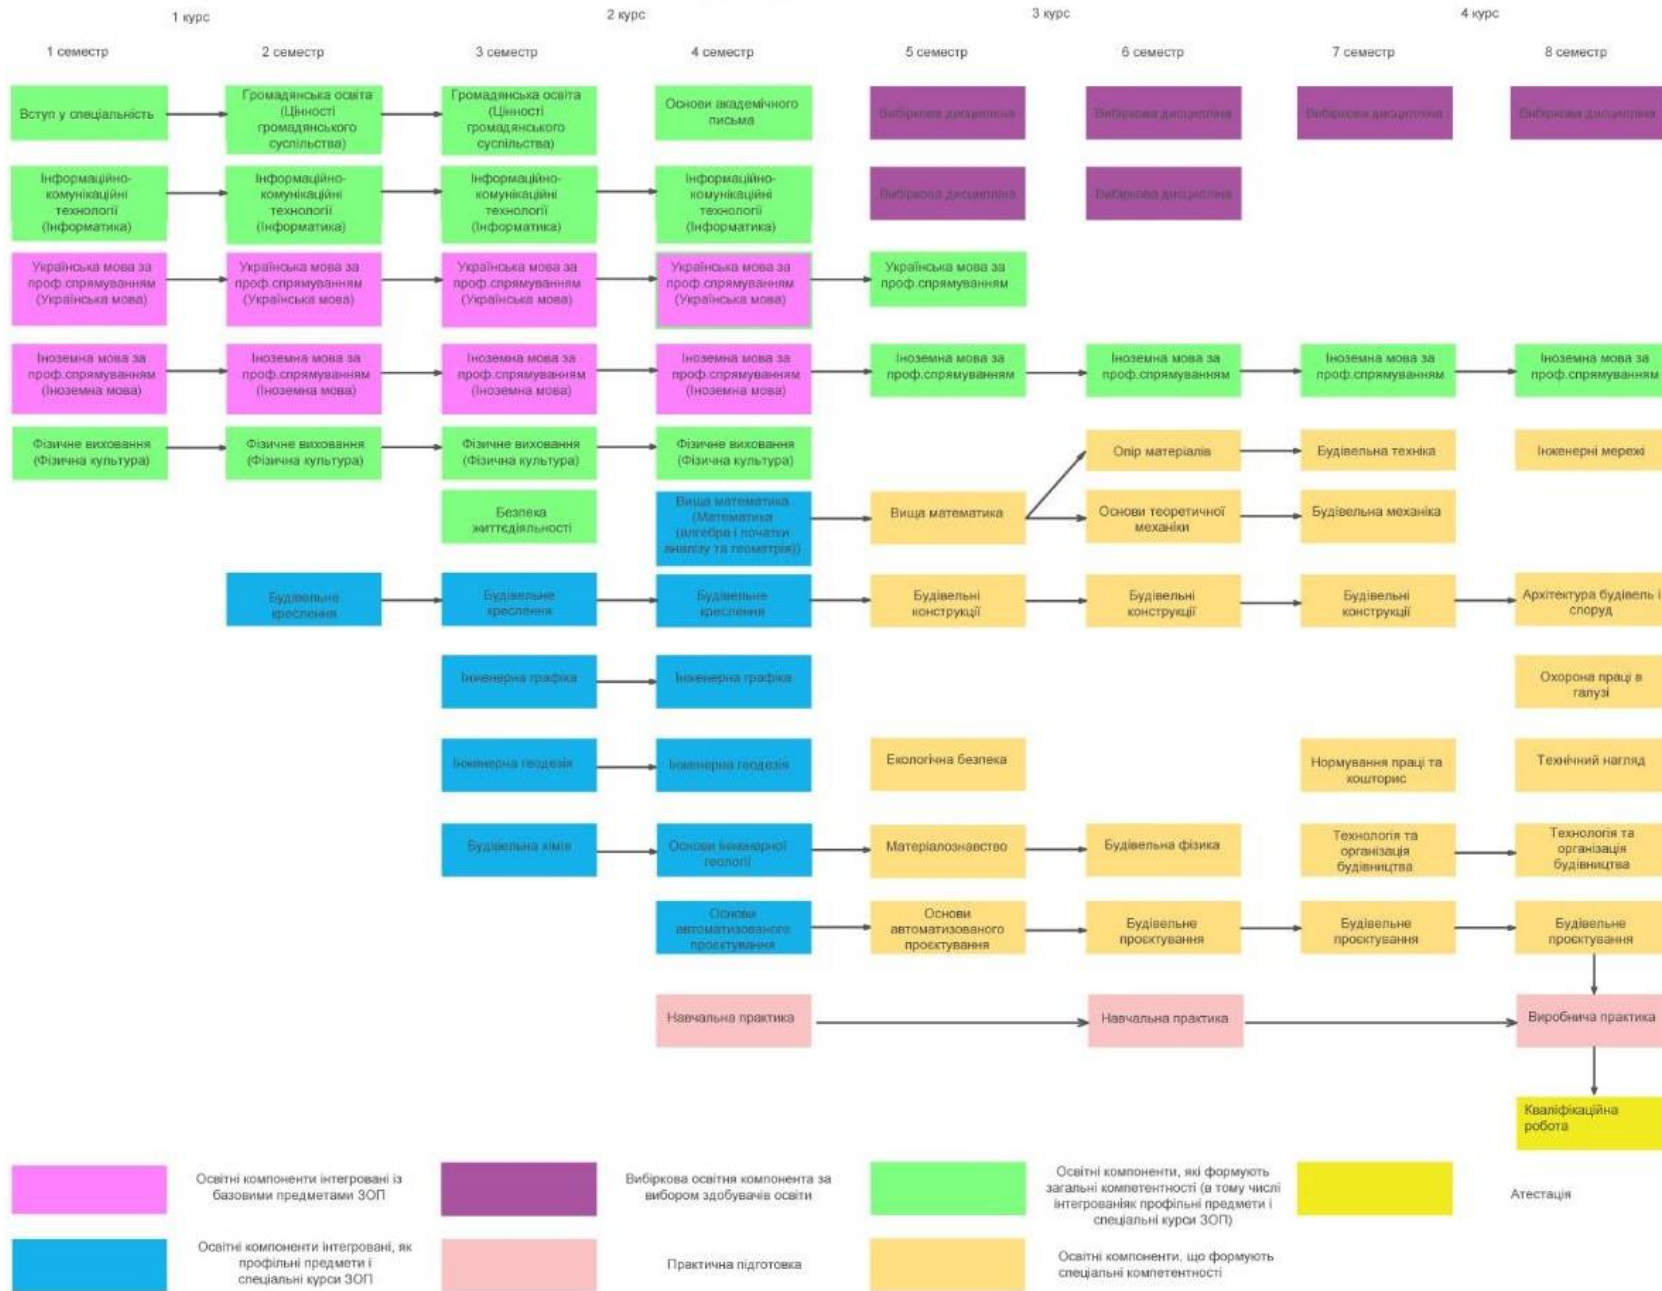 1 курс
2 курс
3 курс
4 курс
1 семестр
2 семестр
3 семестр
4 семестр
5 семестр
6 семестр
7 семестр
8 семестр
Вступ у спеціальність
Громадянська освіта
(Цінності
громадянського
суспільства)
Громадянська освіта
(Цінності
громадянського
суспільства)
Основи академічного
письма
Вибіркова дисципліна
Вибіркова дисципліна
Вибіркова дисципліна
Вибіркова дисципліна
Інформаційно-
комунікаційні
технології
(Інформатика)
Інформаційно-
комунікаційні
технології
(Інформатика)
Інформаційно-
комунікаційні
технології
(Інформатика)
Інформаційно-
комунікаційні
технології
(Інформатика)
Вибіркова дисципліна
Вибіркова дисципліна
Українська мова за
проф.спрямуванням
(Українська мова)
Українська мова за
проф.спрямуванням
(Українська мова)
Українська мова за
проф.спрямуванням
(Українська мова)
Українська мова за
проф.спрямуванням
(Українська мова)
Українська мова за
проф.спрямуванням
Іноземна мова за
проф.спрямуванням
(Іноземна мова)
Іноземна мова за
проф.спрямуванням
(Іноземна мова)
Іноземна мова за
проф.спрямуванням
(Іноземна мова)
Іноземна мова за
проф.спрямуванням
(Іноземна мова)
Іноземна мова за
проф.спрямуванням
Іноземна мова за
проф.спрямуванням
Іноземна мова за
проф.спрямуванням
Іноземна мова за
проф.спрямуванням
Фізичне виховання
(Фізична культура)
Фізичне виховання
(Фізична культура)
Фізичне виховання
(Фізична культура)
Фізичне виховання
(Фізична культура)
Опір матеріалів
Будівельна техніка
Інженерні мережі
Безпека
життєдіяльності
Вища математика
(Математика
(алгебра і початки
аналізу та геометрія))
Вища математика
Основи теоретичної
механіки
Будівельна механіка
Будівельне
креслення
Будівельне
креслення
Будівельне
креслення
Будівельні
конструкції
Будівельні
конструкції
Будівельні
конструкції
Архітектура будівель і
споруд
Інженерна графіка
Інженерна графіка
Охорона праці в
галузі
Інженерна геодезія
Інженерна геодезія
Екологічна безпека
Нормування праці та
кошторис
Технічний нагляд
Будівельна хімія
Основи інженерної
геології
Матеріалознавство
Будівельна фізика
Технологія та
організація
будівництва
Технологія та
організація
будівництва
Основи
автоматизованого
проєктування
Основи
автоматизованого
проєктування
Будівельне
проєктування
Будівельне
проєктування
Будівельне
проєктування
Навчальна практика
Навчальна практика
Виробнича практика
Кваліфікаційна
робота
Освітні компоненти інтегровані із
базовими предметами ЗОП
Вибіркова освітня компонента за
вибором здобувачів освіти
Освітні компоненти, які формують
загальні компетентності (в тому числі
інтегрованіяк профільні предмети і
спеціальні курси ЗОП)
Атестація
Освітні компоненти інтегровані, як
профільні предмети і
спеціальні курси ЗОП
Практична підготовка
Освітні компоненти, що формують
спеціальні компетентності